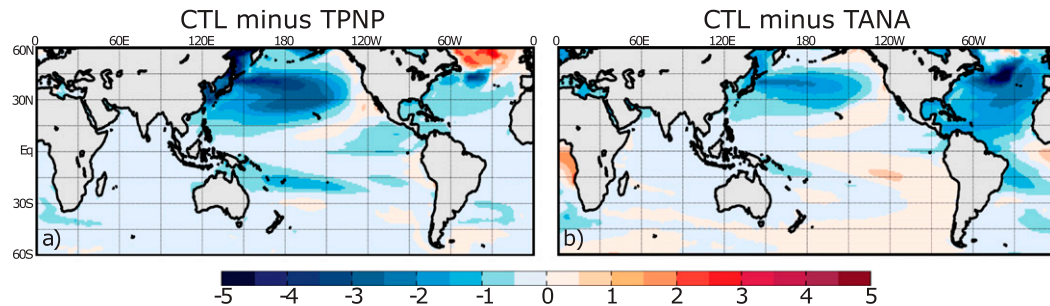 CTL minus TPNP
CTL minus TANA
0 60E 120E 180 120W 60W 0
0 60E 120E 180 120W 60W
60N
30N
Eq
30S
60S
a)
b)
-5 -4 -3 -2 -1 0 1 2 3 4 5